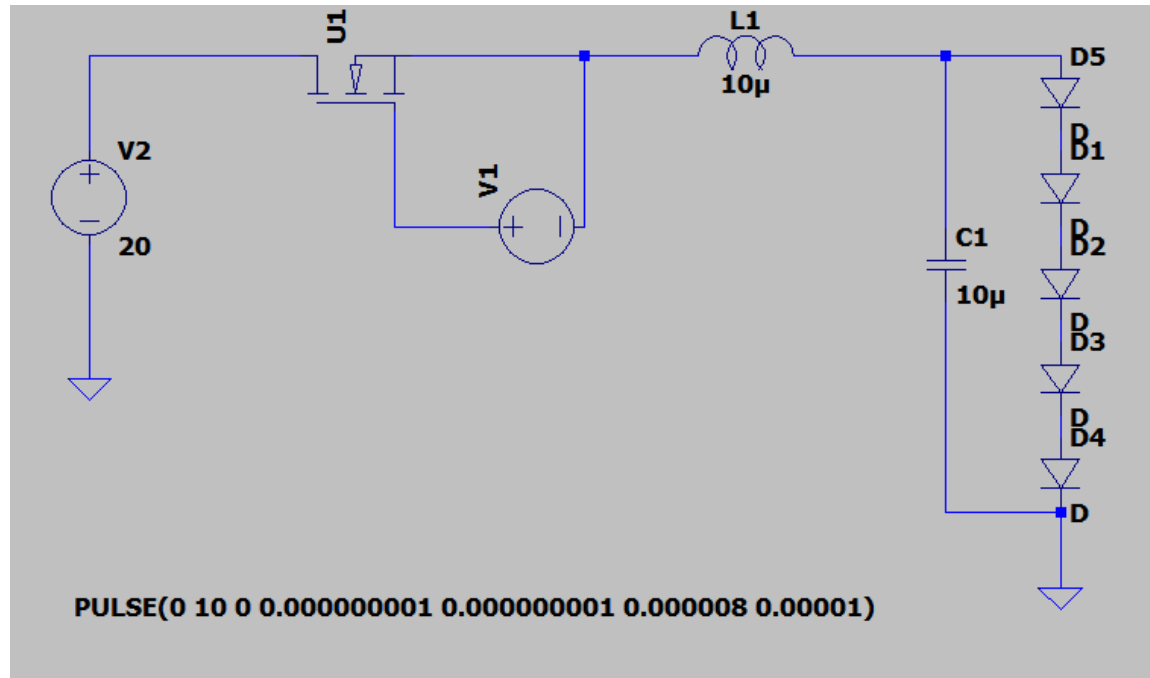 U1
L1
10µ
D5
D
D1
V2
V1
20
D
D2
C1
10µ
D
D3
D
D4
D
PULSE(0 10 0 0.000000001 0.000000001 0.000008 0.00001)